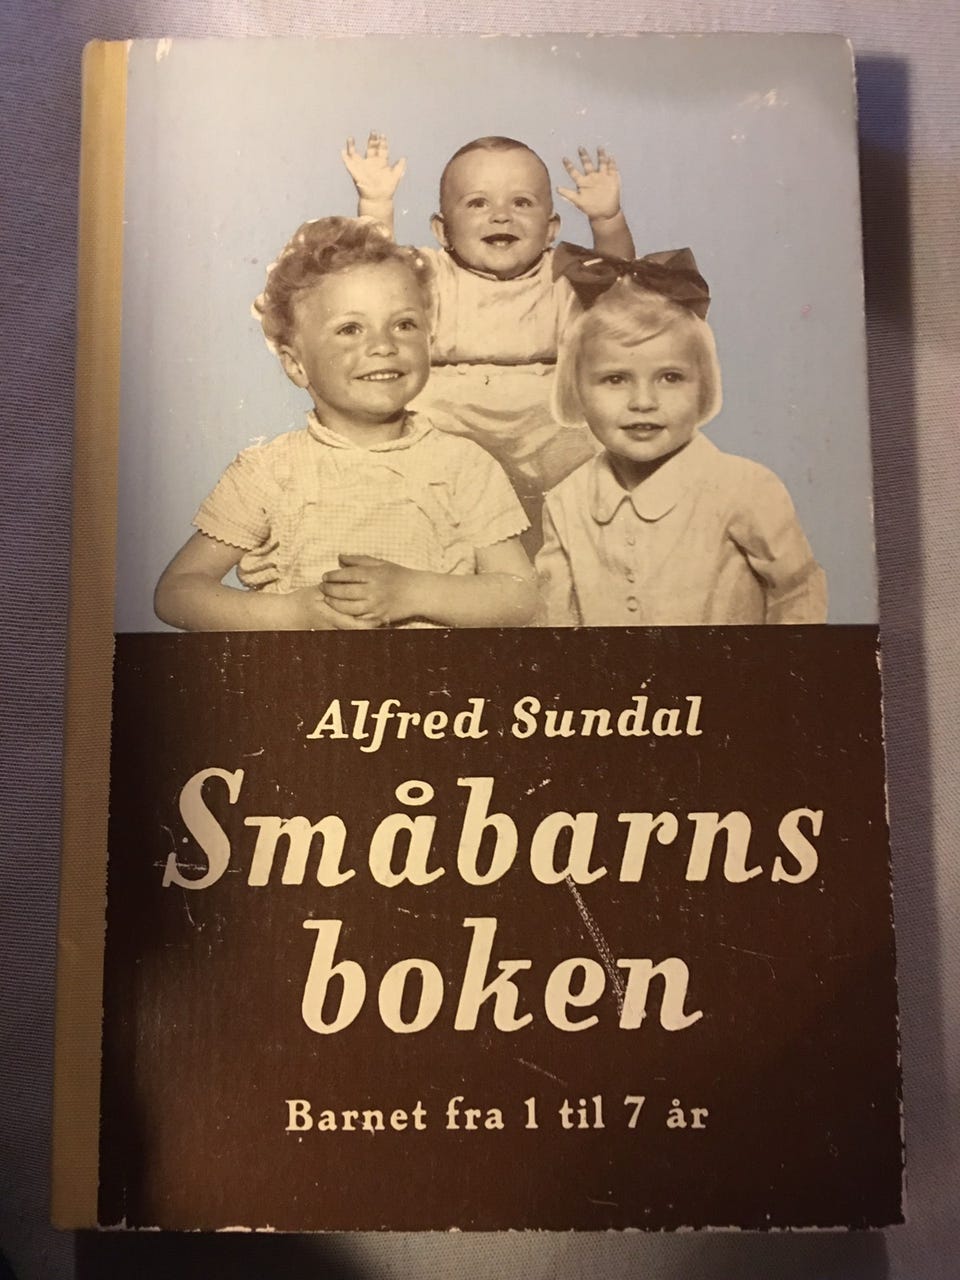 Alfred Sundal
Småbarns
boken
Barnet fra 1 til 7 år